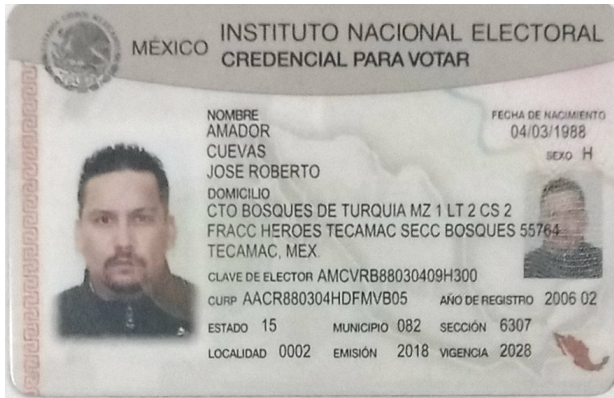 MÉXICO INSTITUTO NACIONAL ELECTORAL
CREDENCIAL PARA VOTAR
NOMBRE
AMADOR
CUEVAS
JOSE ROBERTO
FECHA DE NACIMIENTO
04/03/1988
SEXO H
DOMICILIO
CTO BOSQUES DE TURQUIA MZ 1 LT 2 CS 2
FRACC HEROES TECAMAC SECC BOSQUES 55764
TECAMAC, MEX.
CLAVE DE ELECTOR AMCVRB88030409H300
CURP AACR880304HDFMVB05 AÑO DE REGISTRO 2006 02
ESTADO 15 MUNICIPIO 082 SECCIÓN 6307
LOCALIDAD 0002 EMISIÓN 2018 VIGENCIA 2028